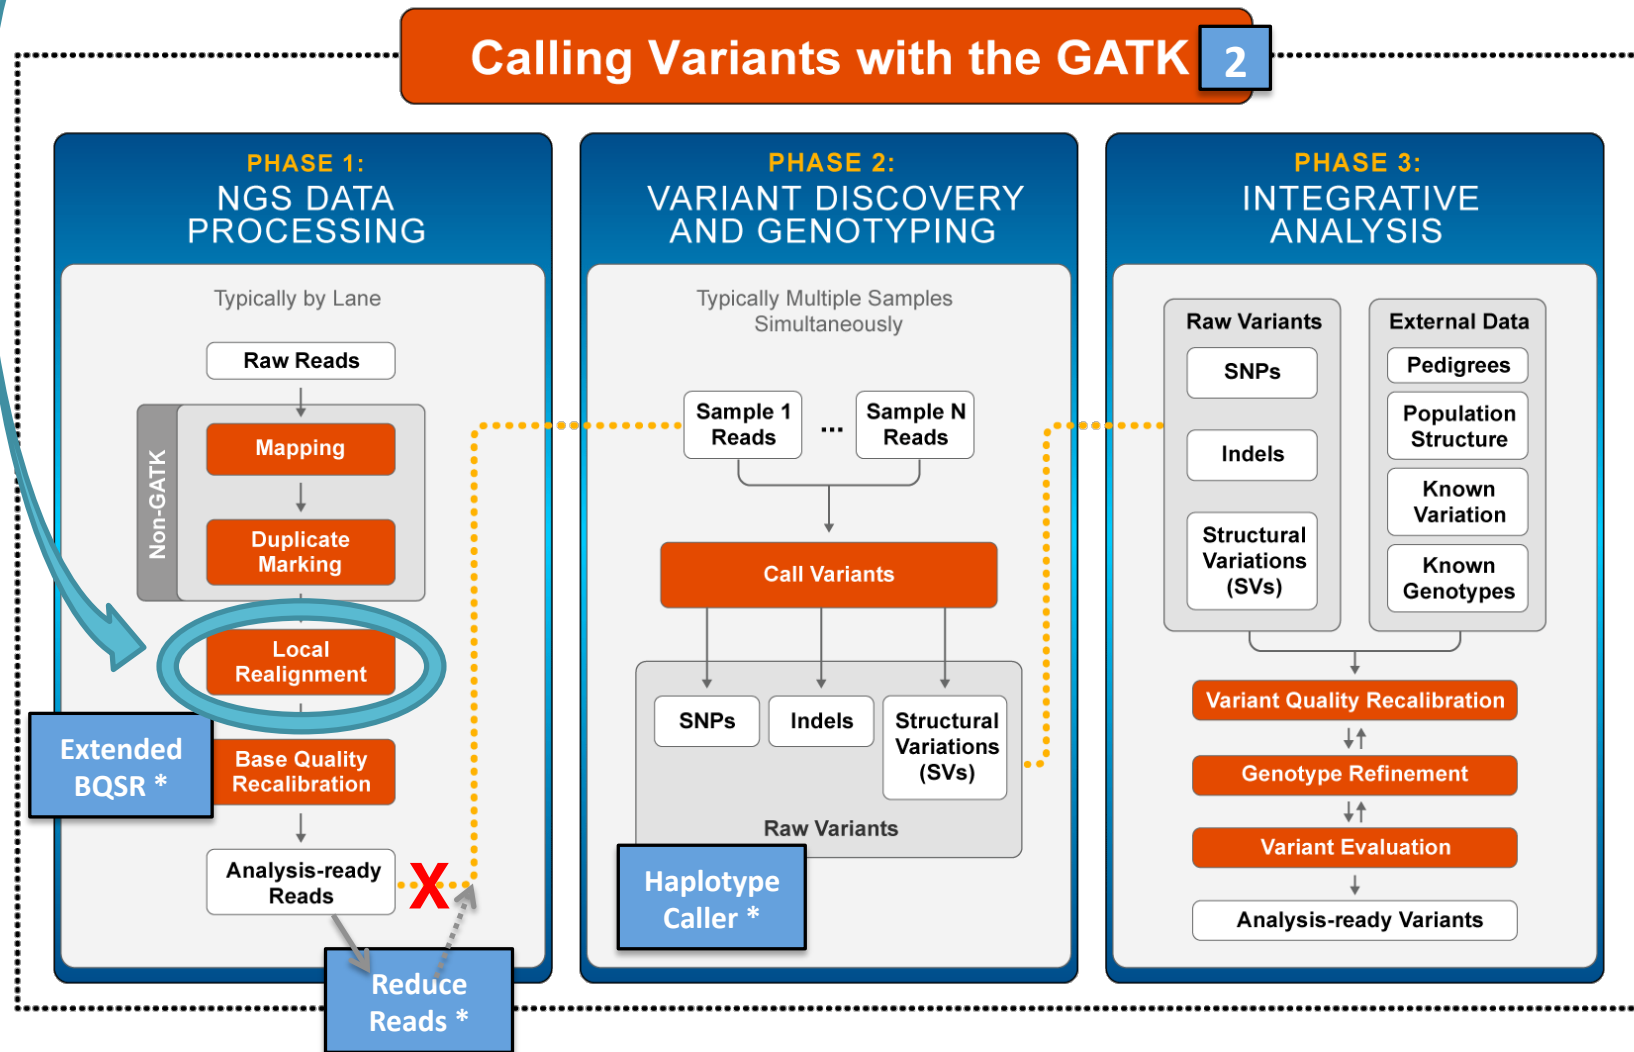 Calling Variants with the GATK 2
PHASE 1:
NGS DATA
PROCESSING
Typically by Lane
Raw Reads
Non-GATK
Mapping
Duplicate
Marking
Local
Realignment
Extended
BQSR *
Base Quality
Recalibration
Analysis-ready
Reads
X
Reduce
Reads *
PHASE 2:
VARIANT DISCOVERY
AND GENOTYPING
Typically Multiple Samples
Simultaneously
Sample 1
Reads
...
Sample N
Reads
Call Variants
SNPs
Indels
Structural
Variations
(SVs)
Raw Variants
Haplotype
Caller *
PHASE 3:
INTEGRATIVE
ANALYSIS
Raw Variants
SNPs
Indels
Structural
Variations
(SVs)
External Data
Pedigrees
Population
Structure
Known
Variation
Known
Genotypes
Variant Quality Recalibration
Genotype Refinement
Variant Evaluation
Analysis-ready Variants